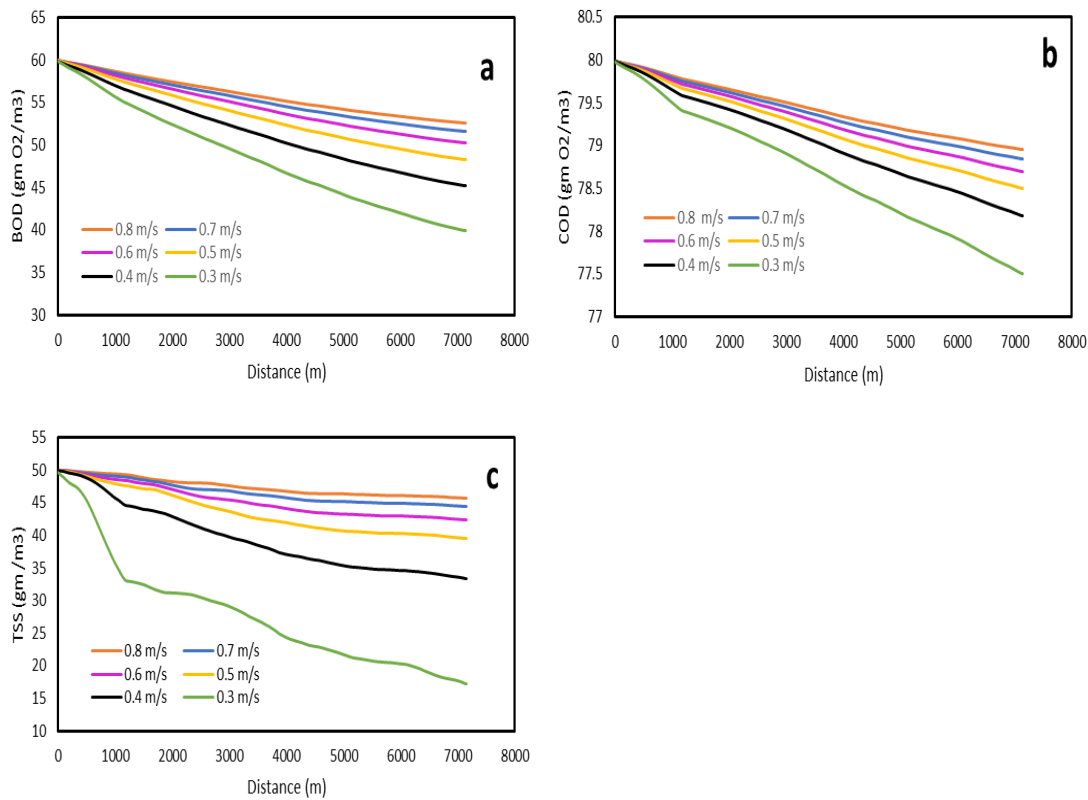 a
BOD (gm O2/m3)
65
60
55
50
45
40
35
30
0.8 m/s 0.7 m/s
0.6 m/s 0.5 m/s
0.4 m/s 0.3 m/s
0 1000 2000 3000 4000 5000 6000 7000 8000
Distance (m)
b
COD (gm O2/m3)
80.5
80
79.5
79
78.5
78
77.5
77
0.8 m/s 0.7 m/s
0.6 m/s 0.5 m/s
0.4 m/s 0.3 m/s
0 1000 2000 3000 4000 5000 6000 7000 8000
Distance (m)
c
TSS (gm /m3)
55
50
45
40
35
30
25
20
15
10
0.8 m/s 0.7 m/s
0.6 m/s 0.5 m/s
0.4 m/s 0.3 m/s
0 1000 2000 3000 4000 5000 6000 7000 8000
Distance (m)